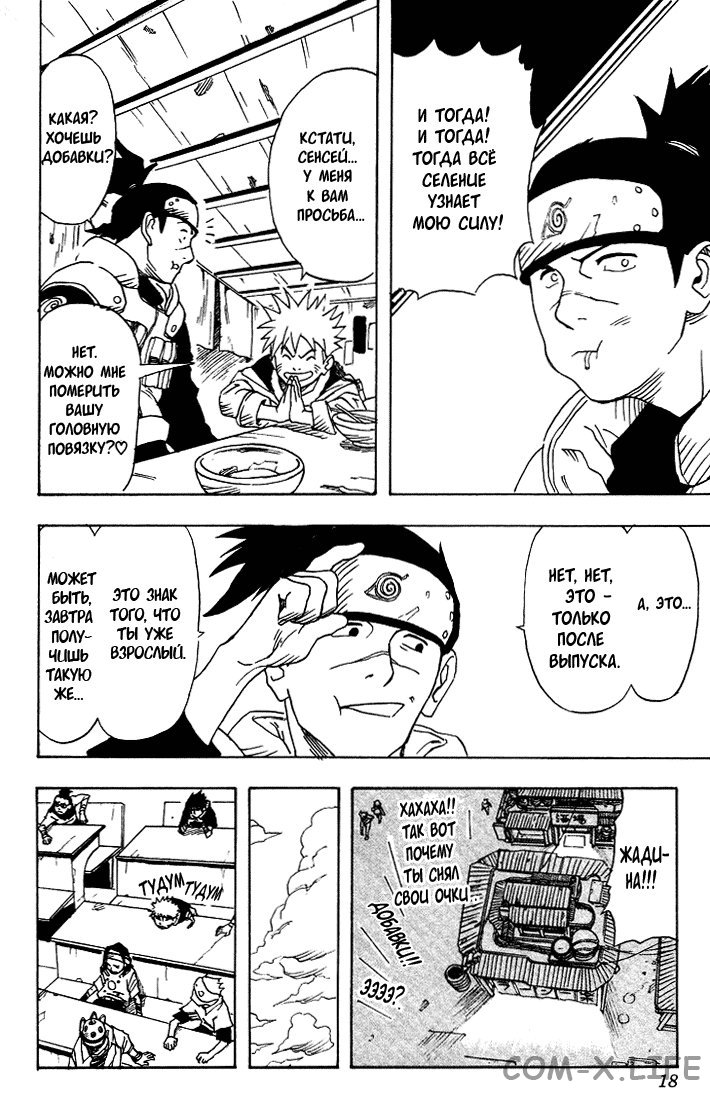 И ТОГДА!
И ТОГДА!
ТОГДА ВСЁ
СЕЛЕНИЕ
УЗНАЕТ
МОЮ СИЛУ!
КСТАТИ,
СЕНСЕЙ...
У МЕНЯ
К ВАМ
ПРОСЬБА...
КАКАЯ?
ХОЧЕШЬ
ДОБАВКИ?
НЕТ.
МОЖНО МНЕ
ПОМЕРИТЬ
ВАШУ
ГОЛОВНУЮ
ПОВЯЗКУ?♡
А, ЭТО...
НЕТ, НЕТ,
ЭТО -
ТОЛЬКО
ПОСЛЕ
ВЫПУСКА.
ЭТО ЗНАК
ТОГО, ЧТО
ТЫ УЖЕ
ВЗРОСЛЫЙ.
МОЖЕТ
БЫТЬ,
ЗАВТРА
ПОЛУ-
ЧИШЬ
ТАКУЮ
ЖЕ...
ЖАДИ-
НА!!!
ХАХАХА!!
ТАК ВОТ
ПОЧЕМУ
ТЫ СНЯЛ
СВОИ ОЧКИ...
ДОБАВКИ!!!
ЭЭЭЭ?
ТУДУМ
ТУДУМ
18
COM-X.LIFE